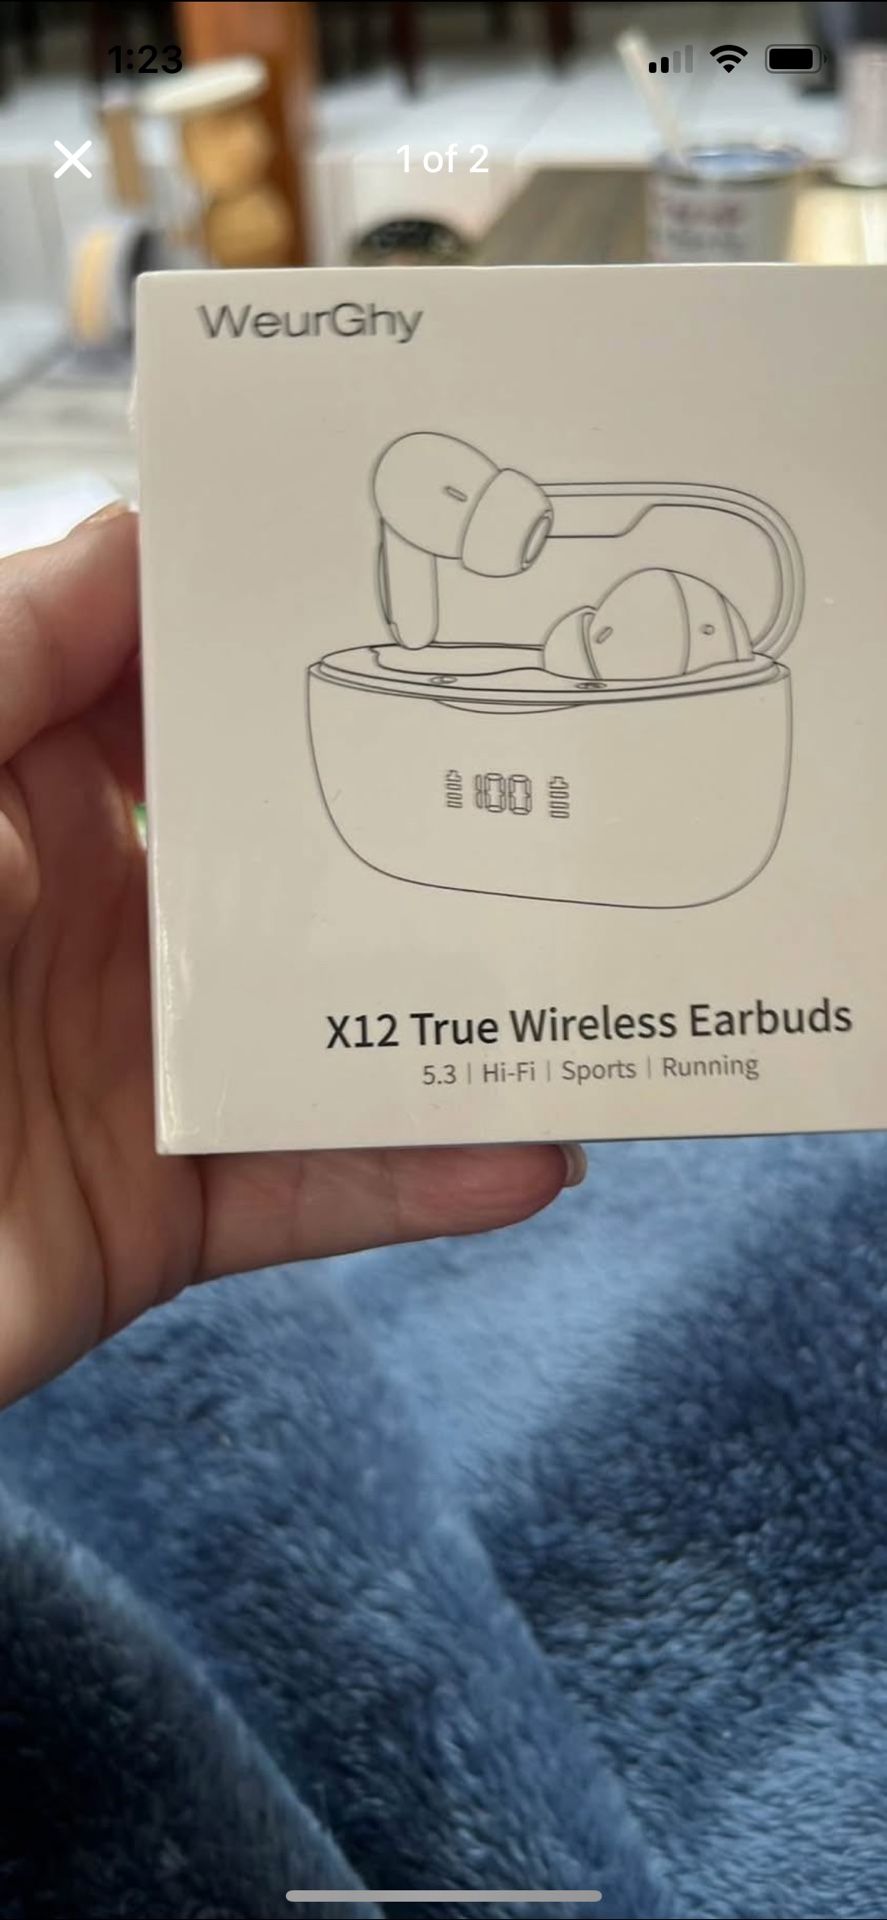 1:23
1 of 2
WeurGhy
100
X12 True Wireless Earbuds
5.3 | Hi-Fi | Sports | Running